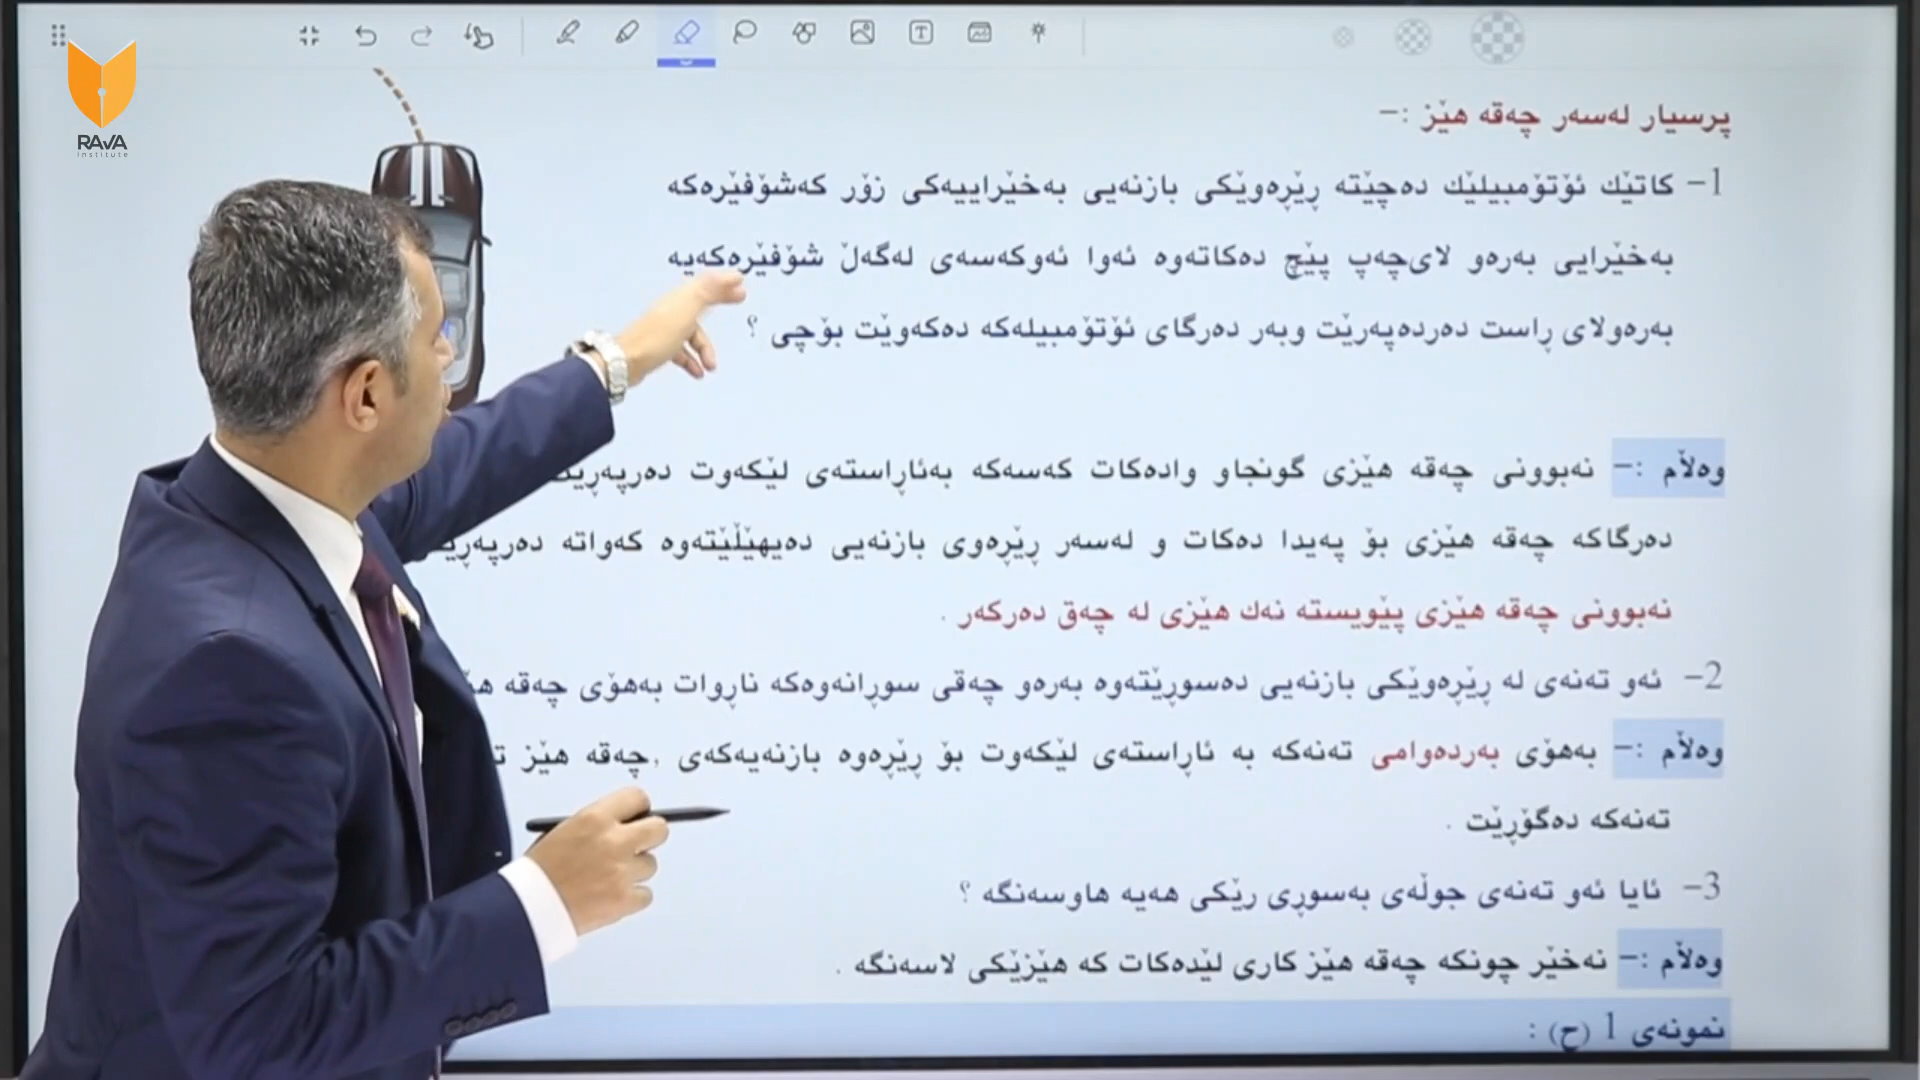 RAVA
institute
پرسیار لەسەر چەقە هێز :-
1- کاتێك ئۆتۆمبیلێك دەچێتە ڕێڕەوێکی بازنەیی بەخێراییەکی زۆر کەشۆفێرەکە
بەخێرایی بەرەو لای‌چەپ پێچ دەکاتەوە ئەوا ئەوکەسەی لەگەڵ شۆفێرەکەیە
بەرەولای ڕاست دەردەپەرێت وبەر دەرگای ئۆتۆمبیلەکە دەکەوێت بۆچی ؟
وەڵام :- نەبوونی چەقە هێزی گونجاو وادەکات کەسەکە بەئاڕاستەی لێکەوت
دەرگاکە چەقە هێزی بۆ پەیدا دەکات و لەسەر ڕێڕەوی بازنەیی دەیهێڵێتەوە کەواتە
نەبوونی چەقە هێزی پێویستە نەك هێزی لە چەق دەرکەر .
2- ئەو تەنەی لە ڕێڕەوێکی بازنەیی دەسوڕێتەوە بەرەو چەقی سوڕانەوەکە ناڕوات بەهۆی چەقە
وەڵام :- بەهۆی بەردەوامی تەنەکە بە ئاڕاستەی لێکەوت بۆ ڕێڕەوە بازنەیەکەی ,چەقە هێز
تەنەکە دەگۆڕێت .
3- ئایا ئەو تەنەی جوڵەی بەسوڕی رێکی هەیە هاوسەنگە ؟
وەڵام :- نەخێر چونکە چەقە هێز کاری لێدەکات کە هێزێکی لاسەنگە .
نمونەی 1 (ح) :